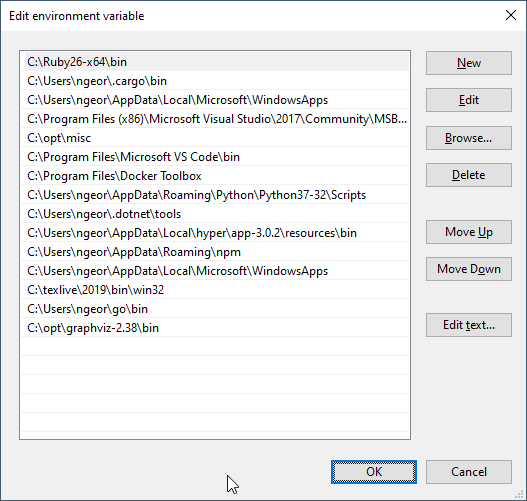 Edit environment variable
C:\Ruby26-x64\bin
C:\Users\ngeor\.cargo\bin
C:\Users\ngeor\AppData\Local\Microsoft\WindowsApps
C:\Program Files (x86)\Microsoft Visual Studio\2017\Community\MSB...
C:\opt\misc
C:\Program Files\Microsoft VS Code\bin
C:\Program Files\Docker Toolbox
C:\Users\ngeor\AppData\Roaming\Python\Python37-32\Scripts
C:\Users\ngeor\.dotnet\tools
C:\Users\ngeor\AppData\Local\hyper\app-3.0.2\resources\bin
C:\Users\ngeor\AppData\Roaming\npm
C:\Users\ngeor\AppData\Local\Microsoft\WindowsApps
C:\texlive\2019\bin\win32
C:\Users\ngeor\go\bin
C:\opt\graphviz-2.38\bin
New
Edit
Browse...
Delete
Move Up
Move Down
Edit text...
OK
Cancel